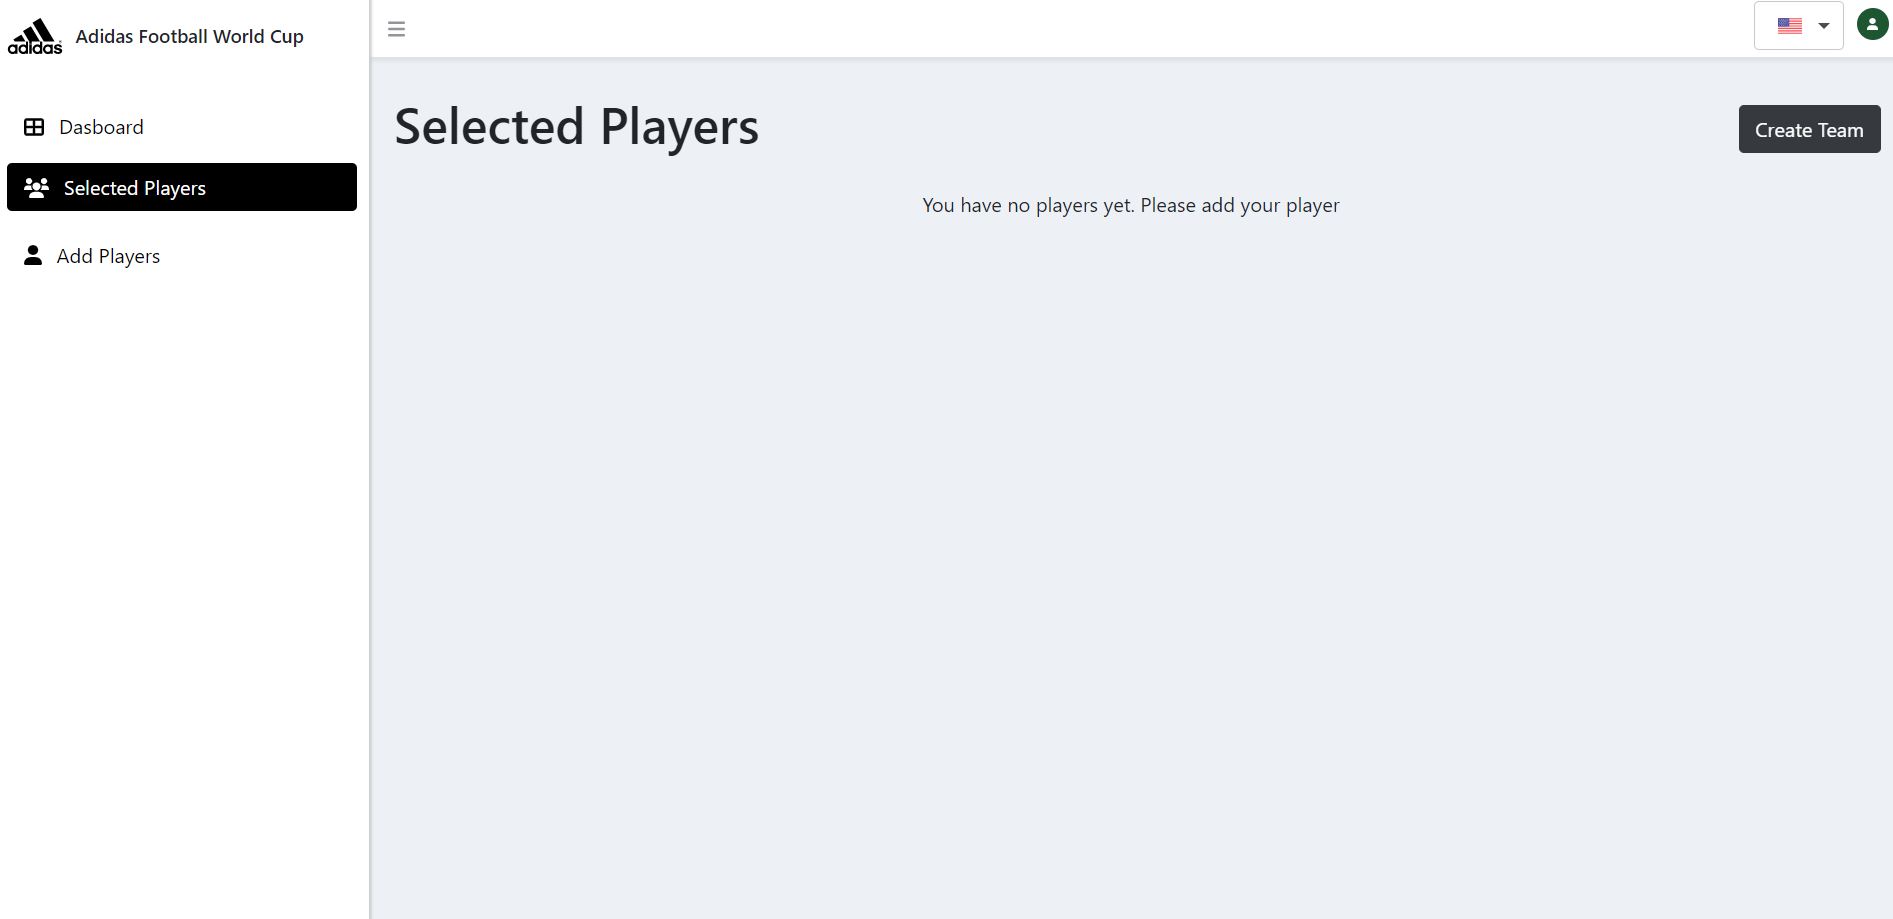 adidas
Adidas Football World Cup
Dasboard
Selected Players
Add Players
Selected Players
Create Team
You have no players yet. Please add your player